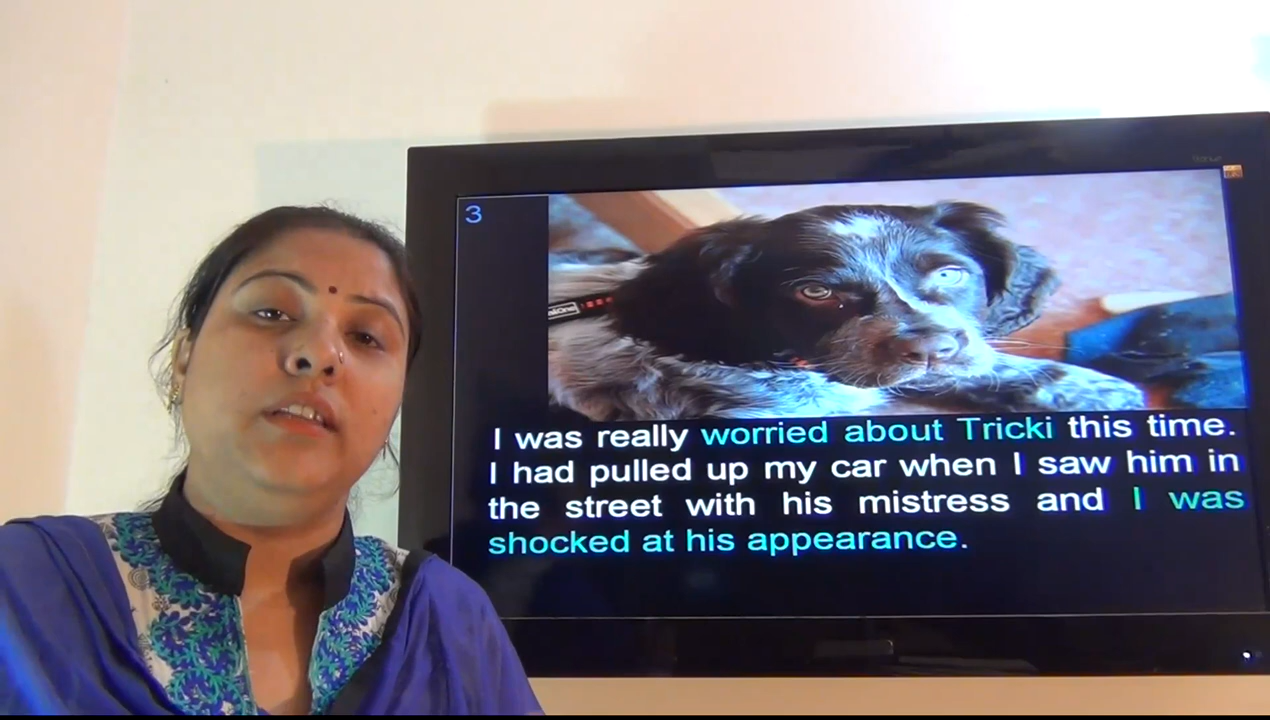 3
I was really worried about Tricki this time.
I had pulled up my car when I saw him in
the street with his mistress and I was
shocked at his appearance.